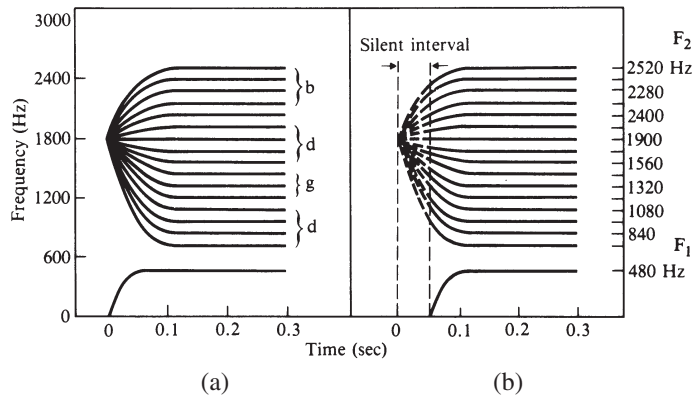 3000
2400
1800
1200
600
0
Frequency (Hz)
b
d
g
d
0
0.1
0.2
0.3
(a)
Silent interval
F2
2520 Hz
2280
2400
1900
1560
1320
1080
840
F1
480 Hz
0
0.1
0.2
0.3
Time (sec)
(b)